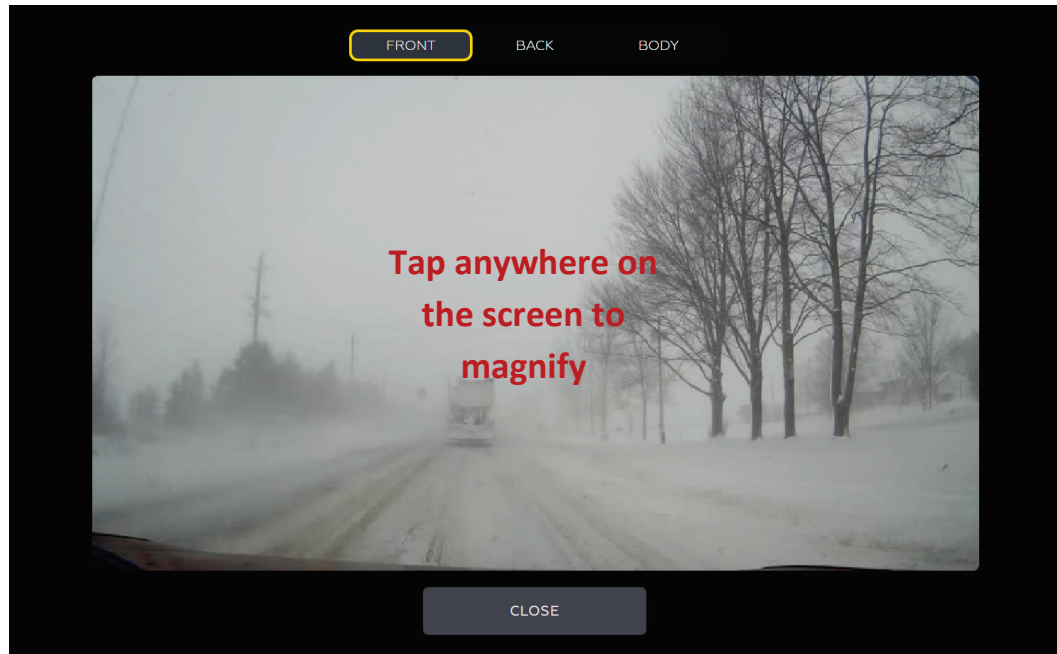 FRONT BACK BODY
Tap anywhere on
the screen to
magnify
CLOSE